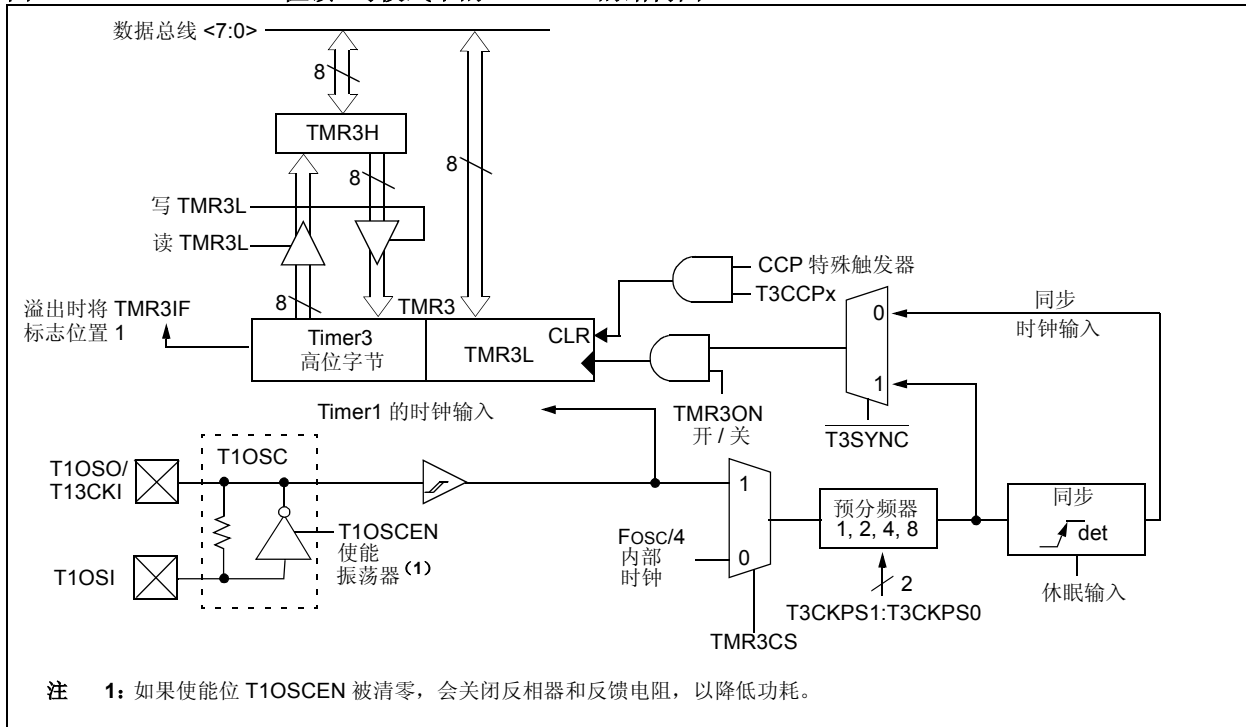 数据总线 <7:0>
8
TMR3H
8
8
写 TMR3L
读 TMR3L
8
TMR3
CCP 特殊触发器
T3CCPx
溢出时将 TMR3IF
标志位置 1
Timer3
高位字节
TMR3L
CLR
0
1
同步
时钟输入
TMR3ON
开 / 关
T3SYNC
Timer1 的时钟输入
T1OSC
T1OSO/
T13CKI
T1OSCEN
使能
振荡器(1)
T1OSI
1
0
FOSC/4
内部
时钟
TMR3CS
预分频器
1, 2, 4, 8
2
T3CKPS1:T3CKPS0
同步
det
休眠输入
注 1: 如果使能位 T1OSCEN 被清零，会关闭反相器和反馈电阻，以降低功耗。